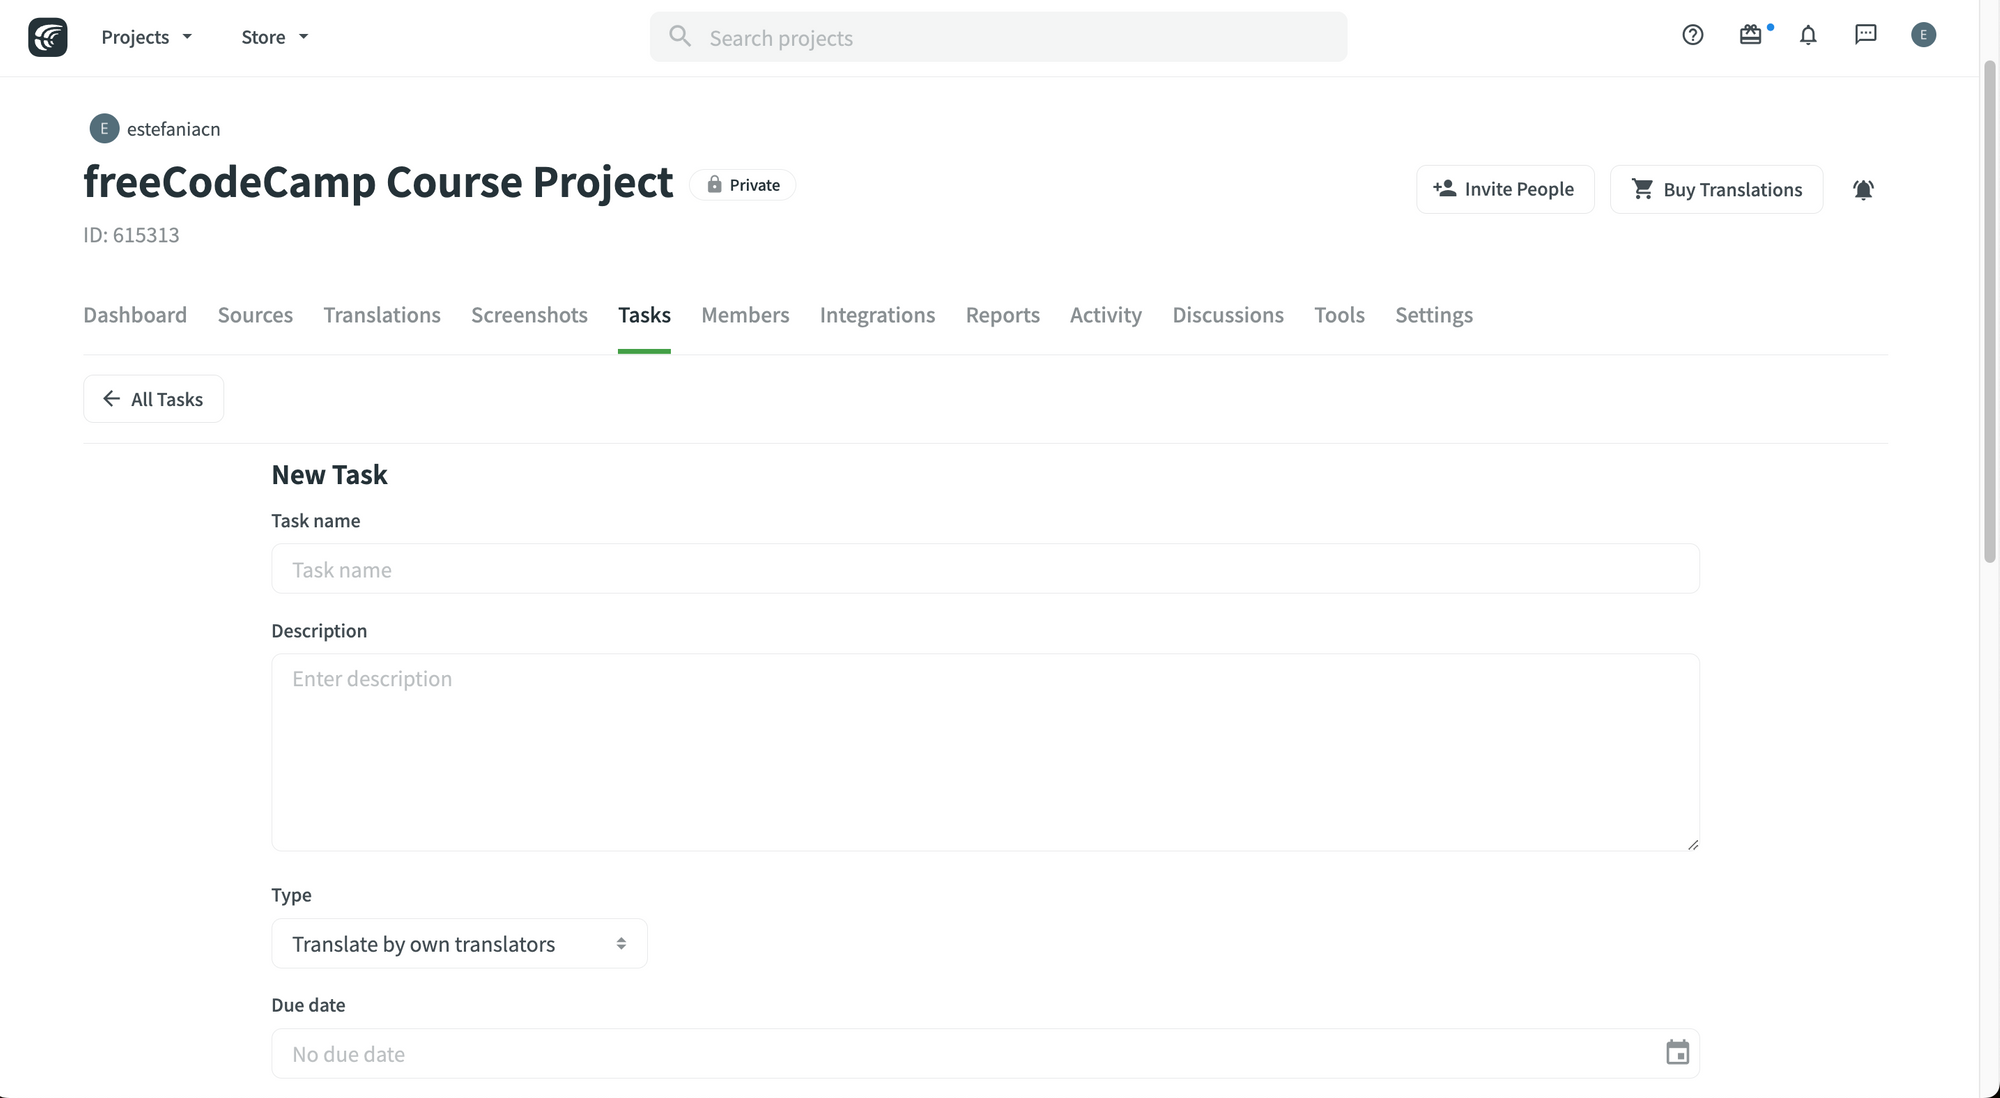 Projects Store Search projects E
E estefaniacn
freeCodeCamp Course Project Private Invite People Buy Translations
ID: 615313
Dashboard Sources Translations Screenshots Tasks Members Integrations Reports Activity Discussions Tools Settings
All Tasks
New Task
Task name
Task name
Description
Enter description
Type
Translate by own translators
Due date
No due date